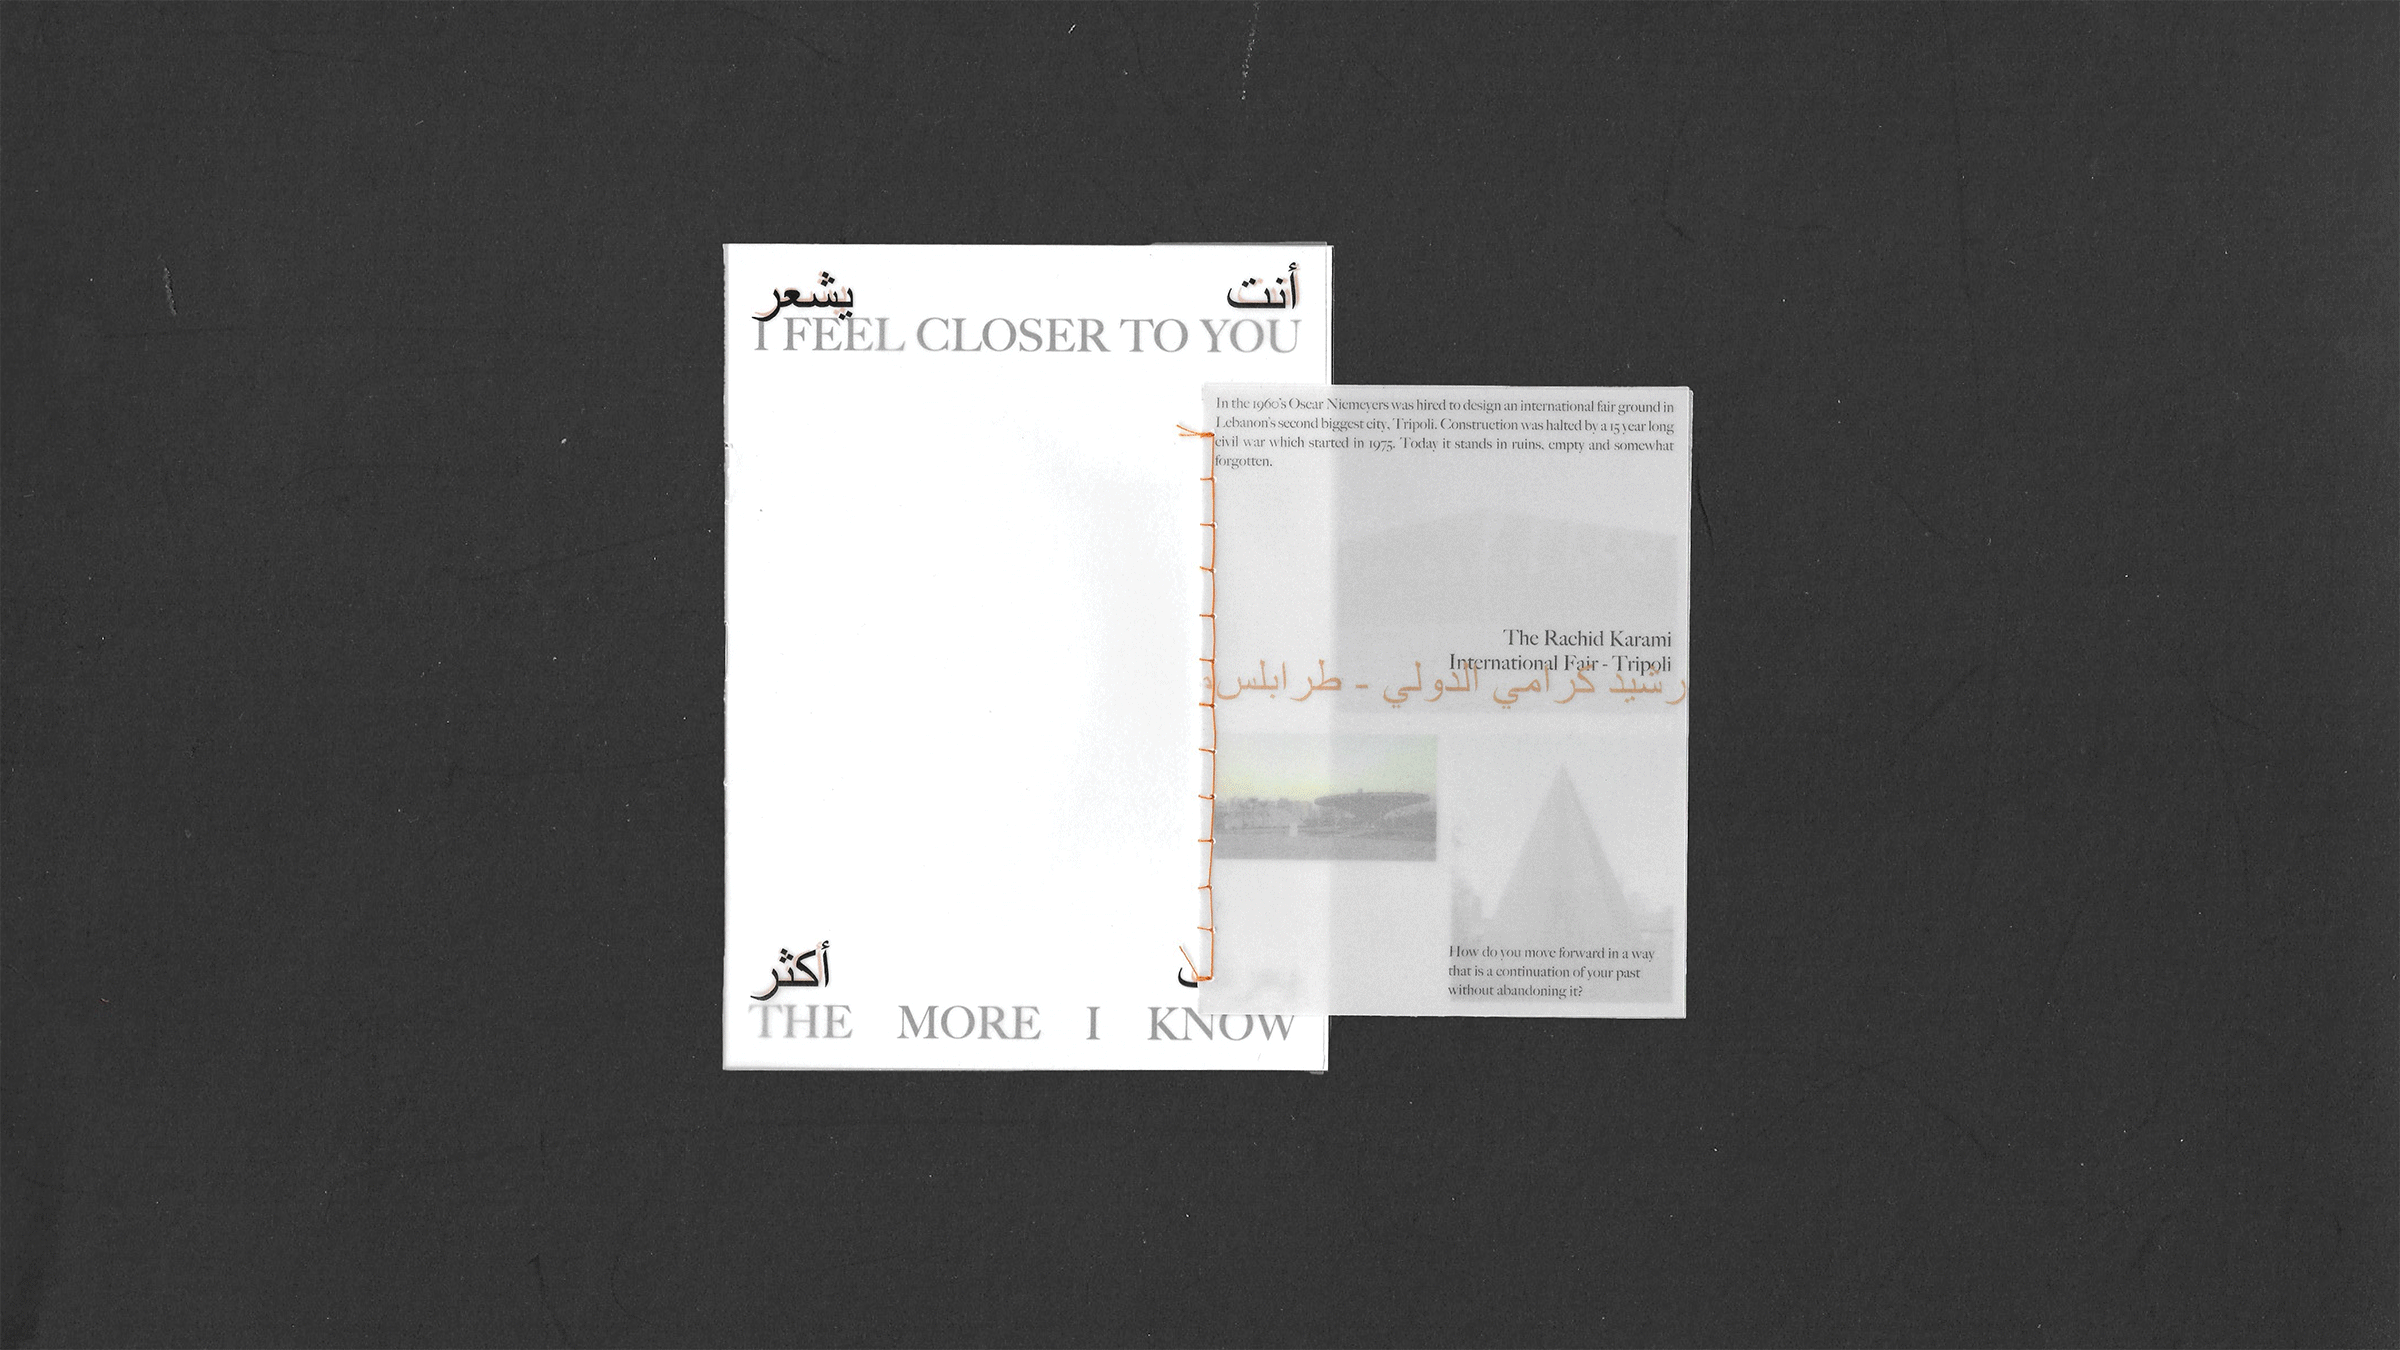 أنت يشعر
I FEEL CLOSER TO YOU
أكثر
THE MORE I KNOW
In the 1960's Oscar Niemeyers was hired to design an international fair ground in
Lebanon's second biggest city, Tripoli. Construction was halted by a 15 year long
civil war which started in 1975. Today it stands in ruins, empty and somewhat
forgotten.
The Rachid Karami
International Fair - Tripoli
رشيد كرامي الدولي - طرابلس
How do you move forward in a way
that is a continuation of your past
without abandoning it?